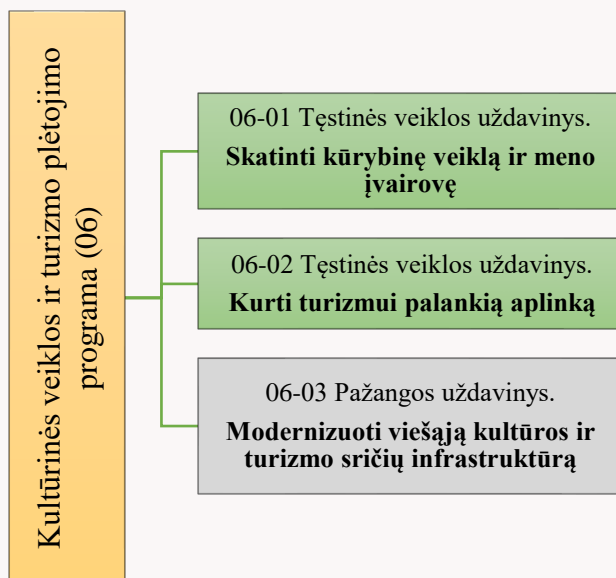 Kultūrinės veiklos ir turizmo plėtojimo
programa (06)
06-01 Tęstinės veiklos uždavinys.
Skatinti kūrybinę veiklą ir meno
įvairovę
06-02 Tęstinės veiklos uždavinys.
Kurti turizmui palankią aplinką
06-03 Pažangos uždavinys.
Modernizuoti viešąją kultūros ir
turizmo sričių infrastruktūrą